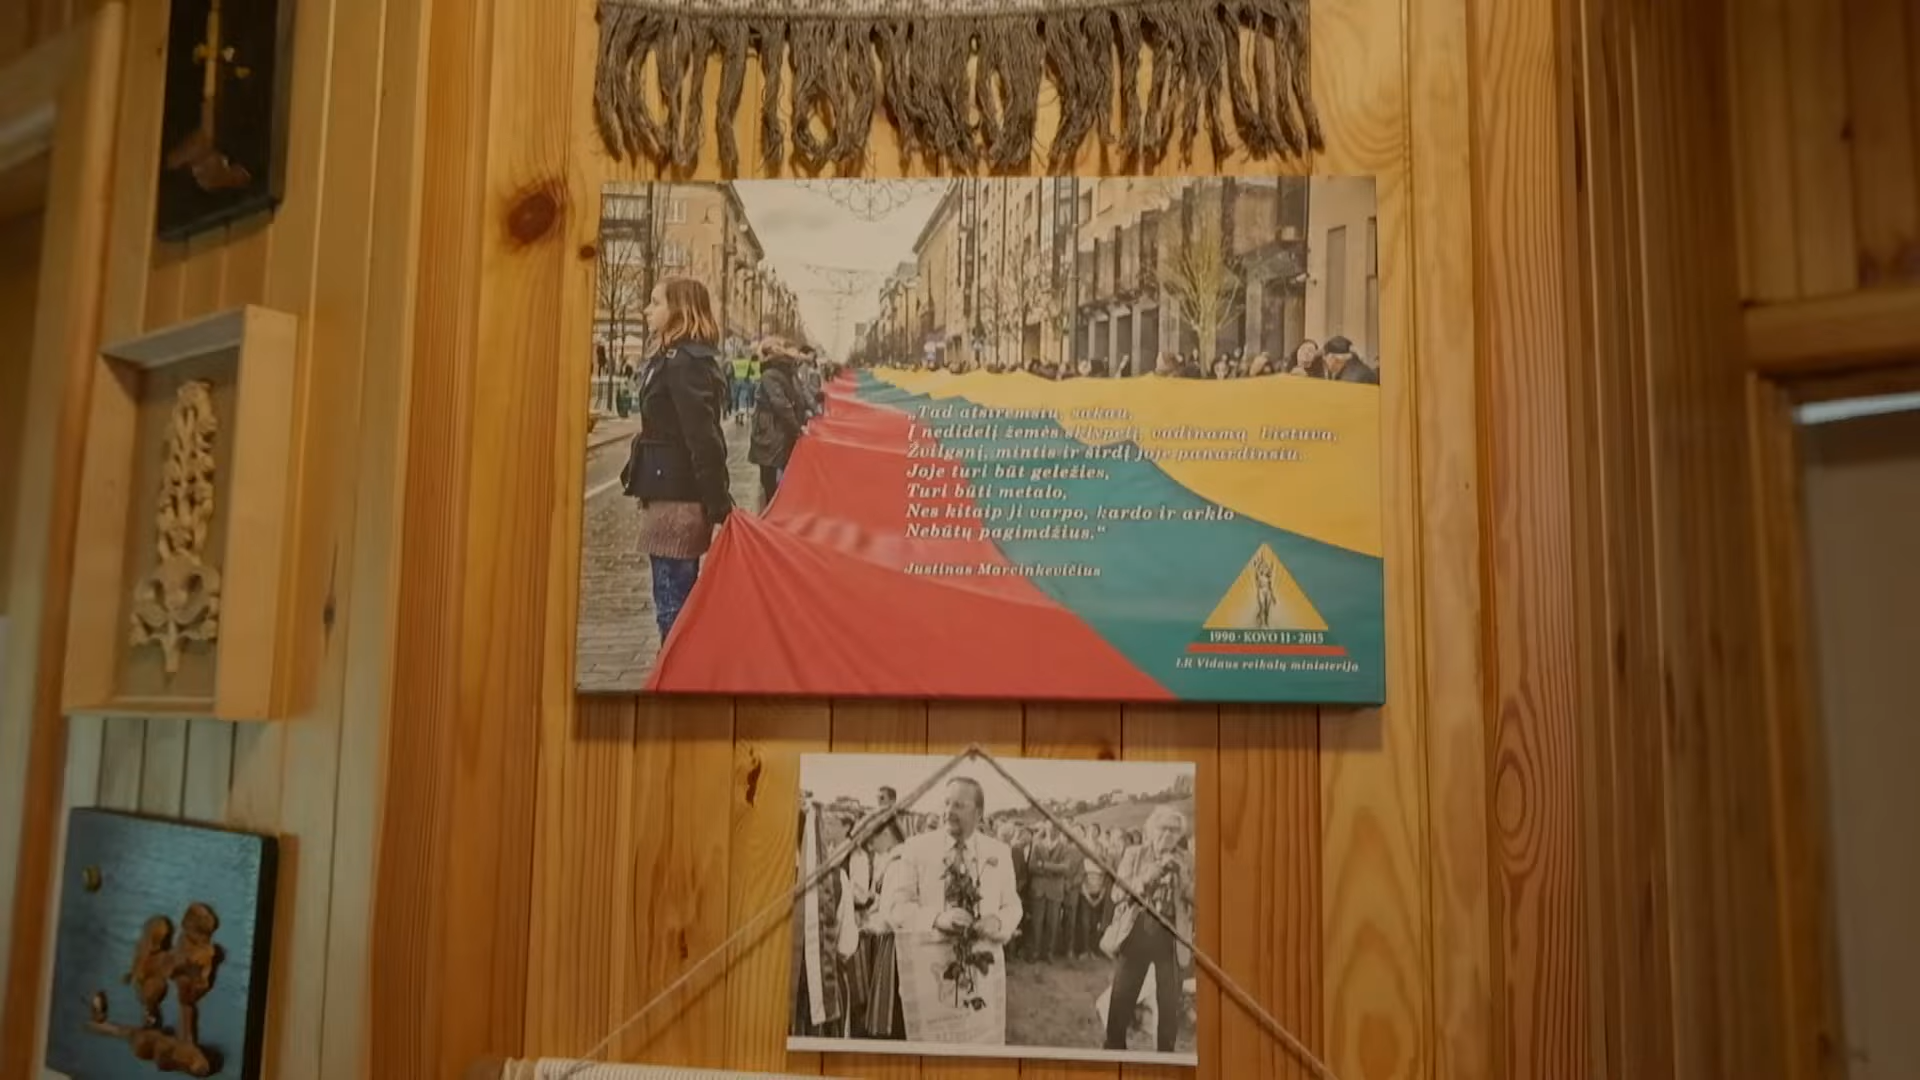 „Tad atsiremsiu, sakau,
Į nedidelį žemės sklypelį, vadinamą Lietuva,
Žvilgsnį, mintis ir širdį joje panardinsiu.
Joje turi būt geležies,
Turi būti metalo,
Nes kitaip ji varpo, kardo ir arklo
Nebūtų pagimdžius.“
Justinas Marcinkevičius
1990 · KOVO 11 · 2015
LR Vidaus reikalų ministerija